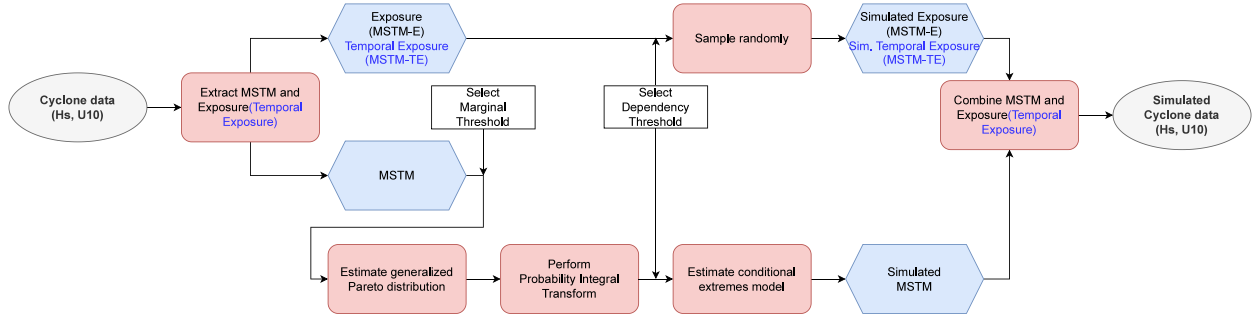 Cyclone data
(Hs, U10)
Extract MSTM and
Exposure(Temporal
Exposure)
Exposure
(MSTM-E)
Temporal Exposure
(MSTM-TE)
MSTM
Select
Marginal
Threshold
Estimate generalized
Pareto distribution
Perform
Probability Integral
Transform
Select
Dependency
Threshold
Sample randomly
Estimate conditional
extremes model
Simulated Exposure
(MSTM-E)
Sim. Temporal Exposure
(MSTM-TE)
Simulated
MSTM
Combine MSTM and
Exposure(Temporal
Exposure)
Simulated
Cyclone data
(Hs, U10)